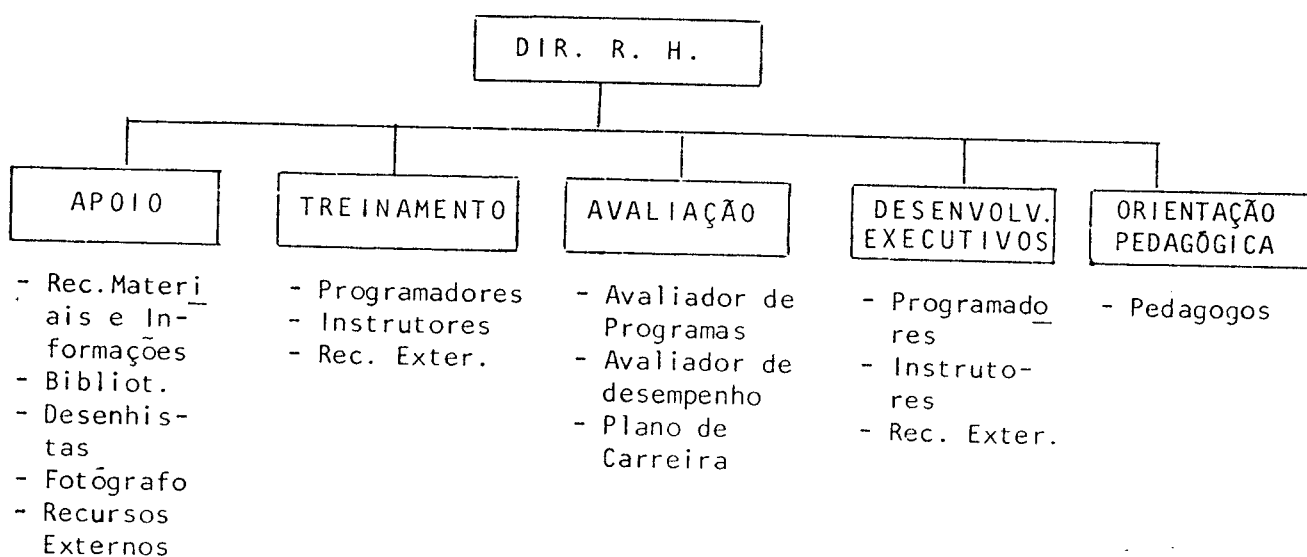 DIR. R. H.
APOIO
- Rec.Materi
ais e In-
formações
- Bibliot.
- Desenhis-
tas
- Fotógrafo
- Recursos
Externos
TREINAMENTO
- Programadores
- Instrutores
- Rec. Exter.
AVALIAÇÃO
- Avaliador de
Programas
- Avaliador de
desempenho
- Plano de
Carreira
DESENVOLV.
EXECUTIVOS
- Programado
res
- Instruto-
res
- Rec. Exter.
ORIENTAÇÃO
PEDAGÓGICA
- Pedagogos